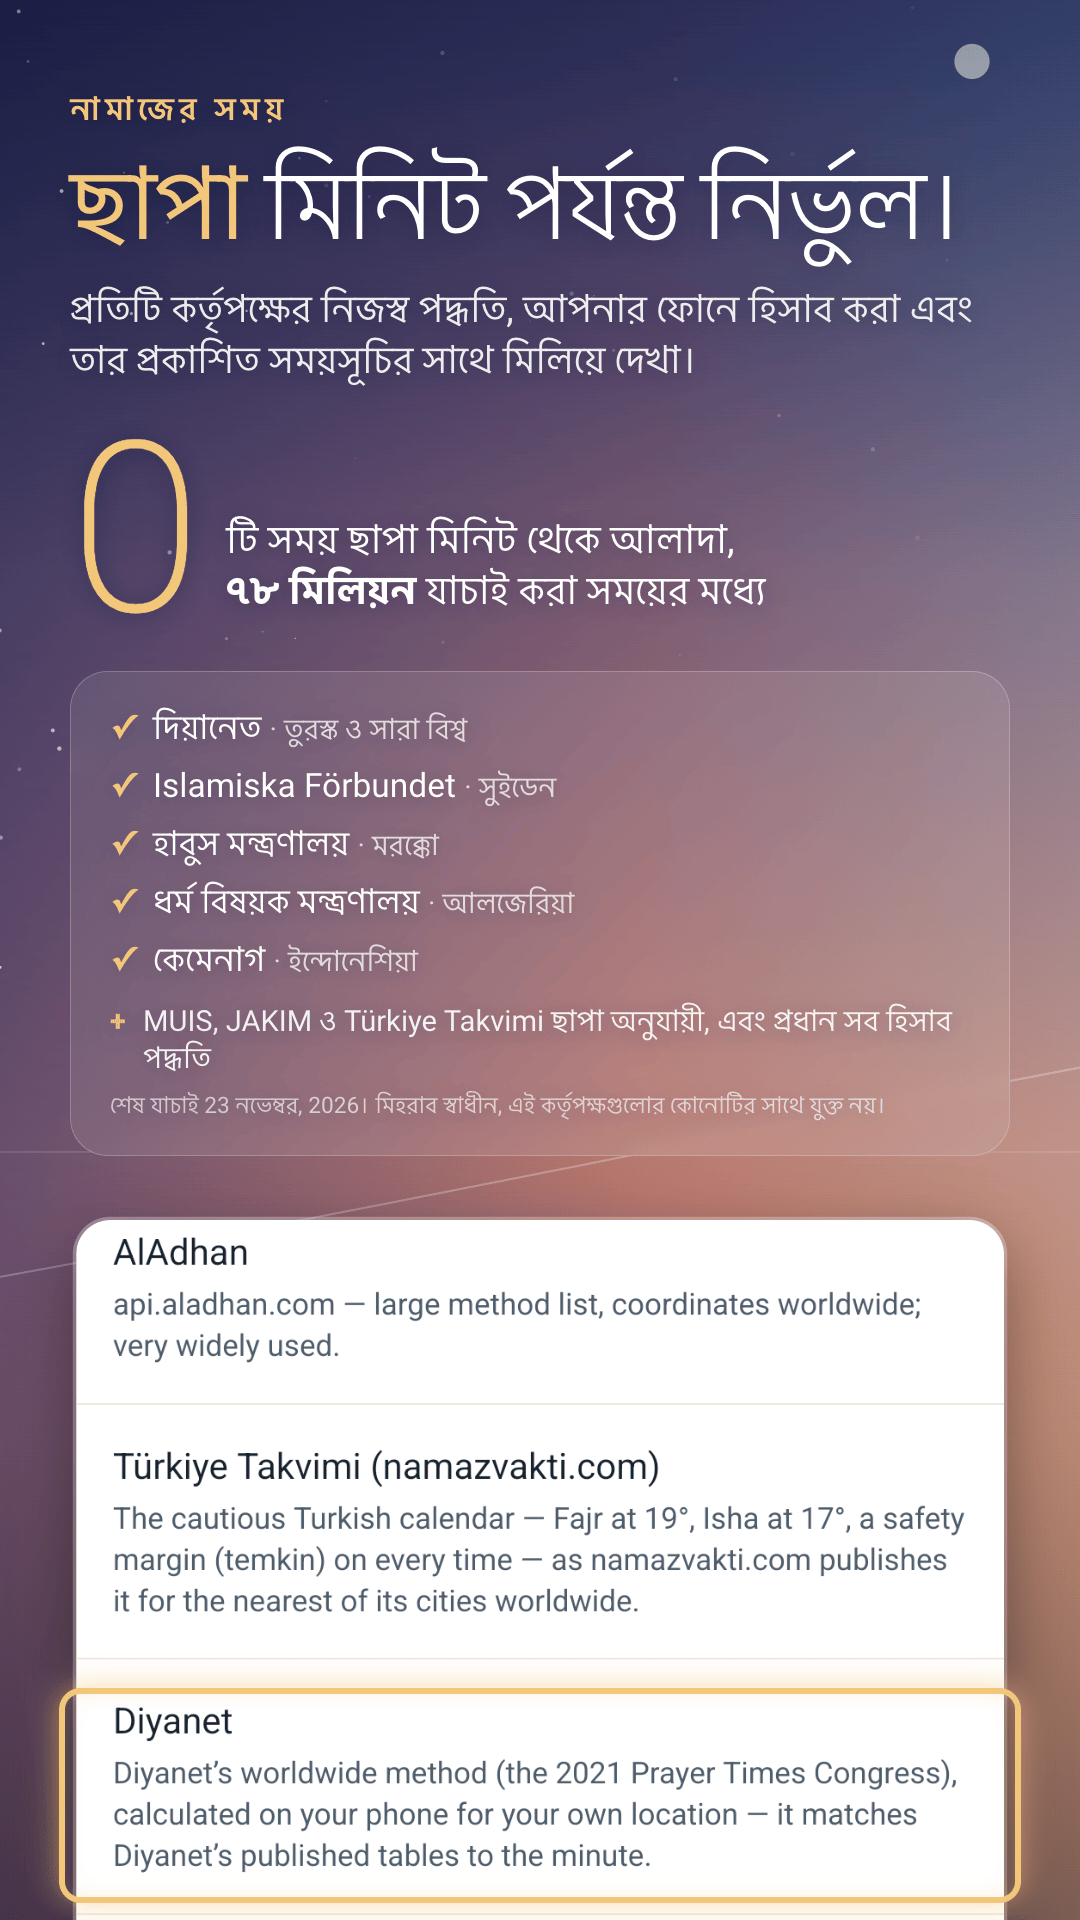 নামাজের সময়
ছাপা মিনিট পর্যন্ত নির্ভুল।
প্রতিটি কর্তৃপক্ষের নিজস্ব পদ্ধতি, আপনার ফোনে হিসাব করা এবং
তার প্রকাশিত সময়সূচির সাথে মিলিয়ে দেখা।
0 টি সময় ছাপা মিনিট থেকে আলাদা,
৭৮ মিলিয়ন যাচাই করা সময়ের মধ্যে
✓ দিয়ানেত · তুরস্ক ও সারা বিশ্ব
✓ Islamiska Förbundet · সুইডেন
✓ হাবুস মন্ত্রণালয় · মরক্কো
✓ ধর্ম বিষয়ক মন্ত্রণালয় · আলজেরিয়া
✓ কেমেনাগ · ইন্দোনেশিয়া
+ MUIS, JAKIM ও Türkiye Takvimi ছাপা অনুযায়ী, এবং প্রধান সব হিসাব
পদ্ধতি
শেষ যাচাই 23 নভেম্বর, 2026। মিহরাব স্বাধীন, এই কর্তৃপক্ষগুলোর কোনোটির সাথে যুক্ত নয়।
AlAdhan
api.aladhan.com — large method list, coordinates worldwide;
very widely used.
Türkiye Takvimi (namazvakti.com)
The cautious Turkish calendar — Fajr at 19°, Isha at 17°, a safety
margin (temkin) on every time — as namazvakti.com publishes
it for the nearest of its cities worldwide.
Diyanet
Diyanet’s worldwide method (the 2021 Prayer Times Congress),
calculated on your phone for your own location — it matches
Diyanet’s published tables to the minute.